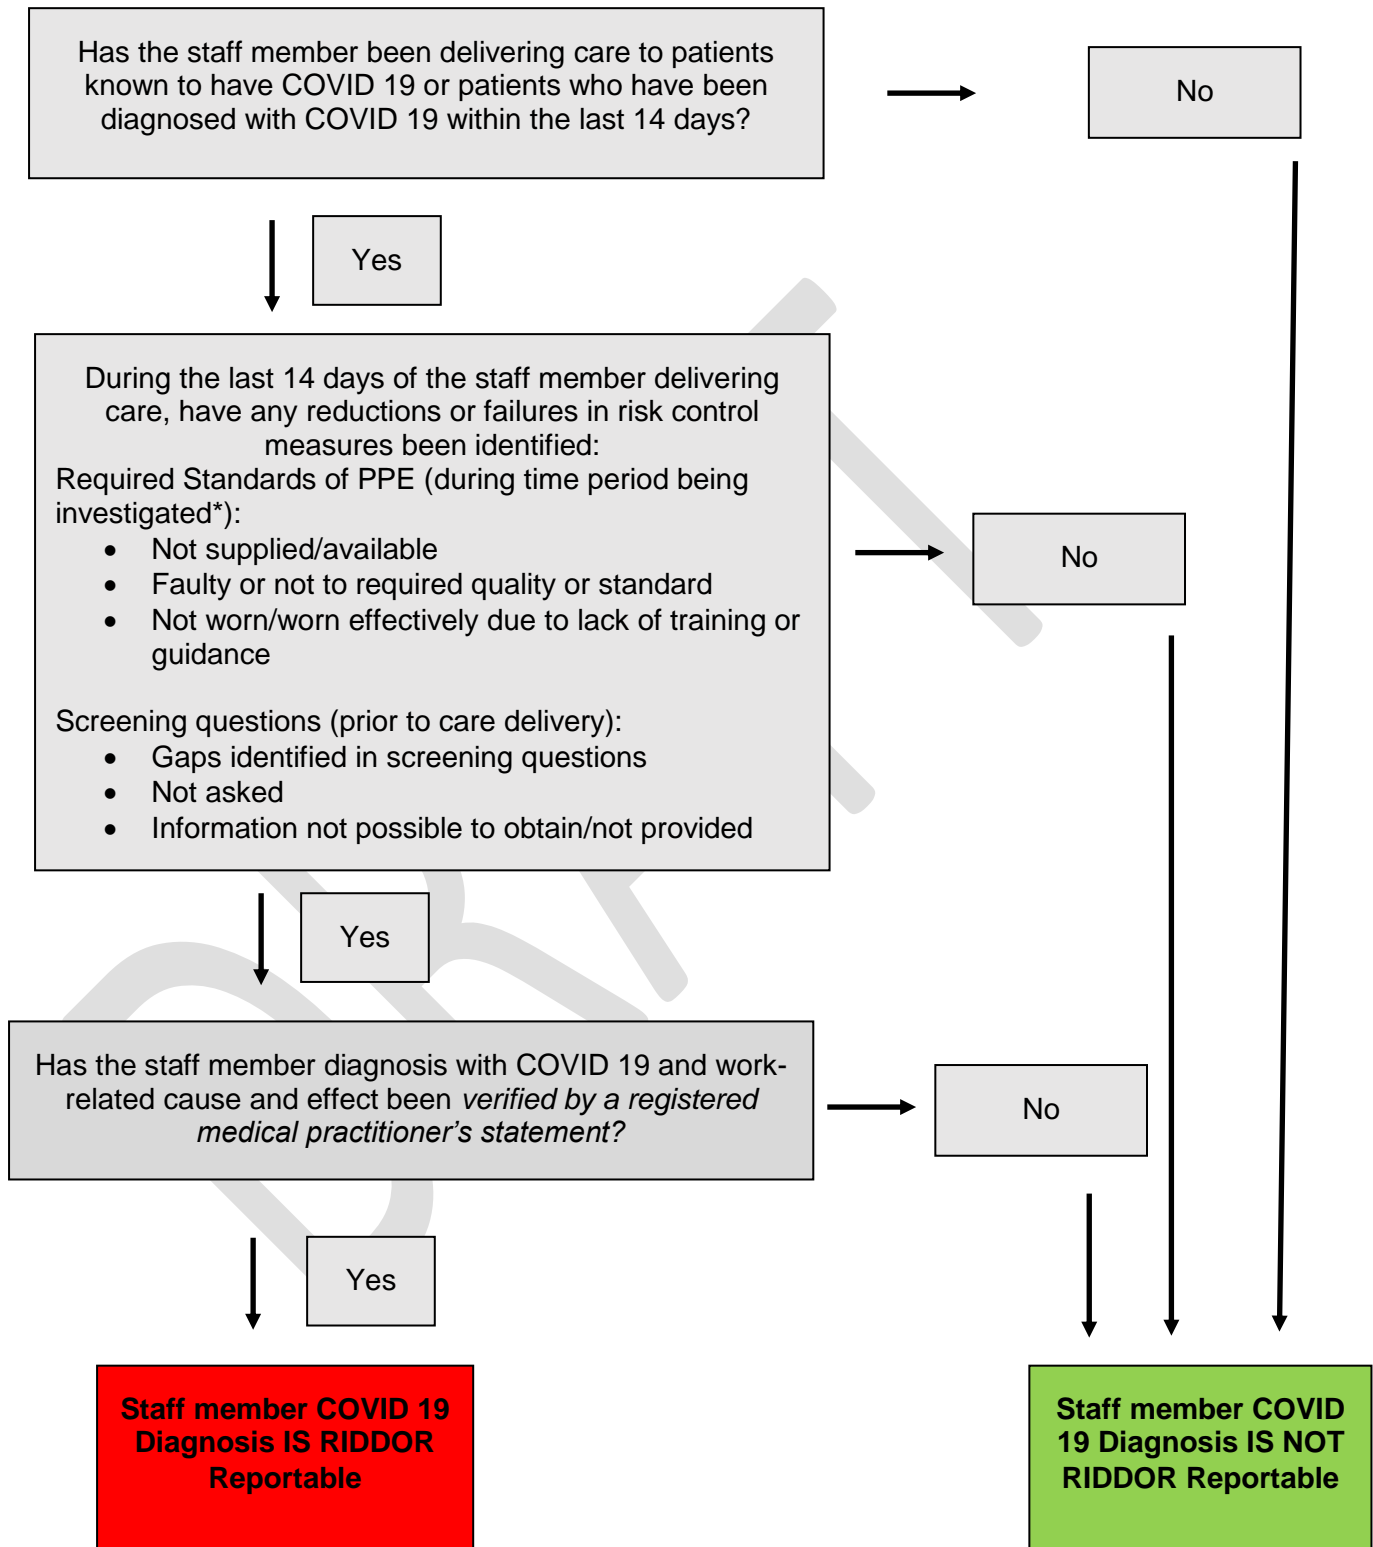 Has the staff member been delivering care to patients
known to have COVID 19 or patients who have been
diagnosed with COVID 19 within the last 14 days?
No
Yes
During the last 14 days of the staff member delivering
care, have any reductions or failures in risk control
measures been identified:
Required Standards of PPE (during time period being
investigated*):
• Not supplied/available
• Faulty or not to required quality or standard
• Not worn/worn effectively due to lack of training or
guidance
Screening questions (prior to care delivery):
• Gaps identified in screening questions
• Not asked
• Information not possible to obtain/not provided
No
Yes
Has the staff member diagnosis with COVID 19 and work-
related cause and effect been verified by a registered
medical practitioner’s statement?
No
Yes
Staff member COVID 19
Diagnosis IS RIDDOR
Reportable
Staff member COVID
19 Diagnosis IS NOT
RIDDOR Reportable
DRAFT